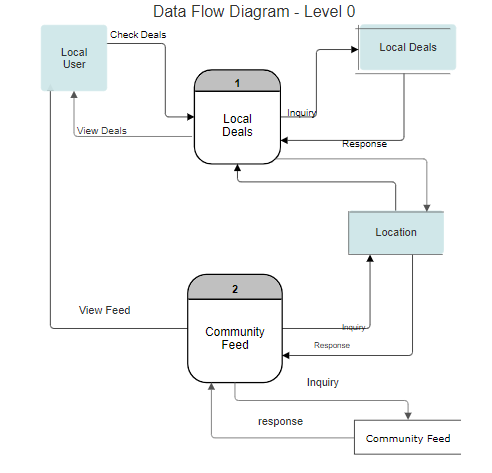 Data Flow Diagram - Level 0
Local
User
Check Deals
Local Deals
1
Local
Deals
Inquiry
View Deals
Response
Location
2
Community
Feed
View Feed
Inquiry
Response
Inquiry
response
Community Feed